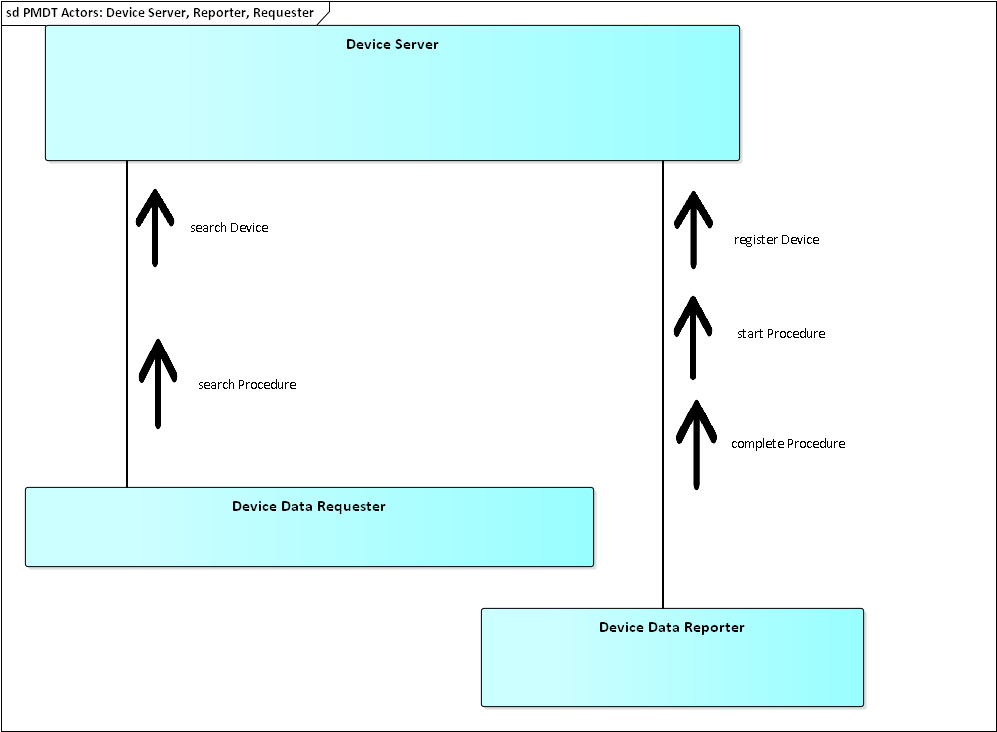 sd PMDT Actors: Device Server, Reporter, Requester
Device Server
search Device
register Device
start Procedure
search Procedure
complete Procedure
Device Data Requester
Device Data Reporter